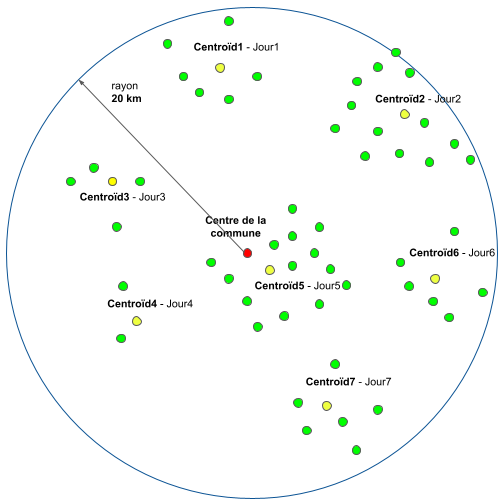 Centroïd1 - Jour1
rayon
20 km
Centroïd2 - Jour2
Centroïd3 - Jour3
Centre de la
commune
Centroïd6 - Jour6
Centroïd5 - Jour5
Centroïd4 - Jour4
Centroïd7 - Jour7